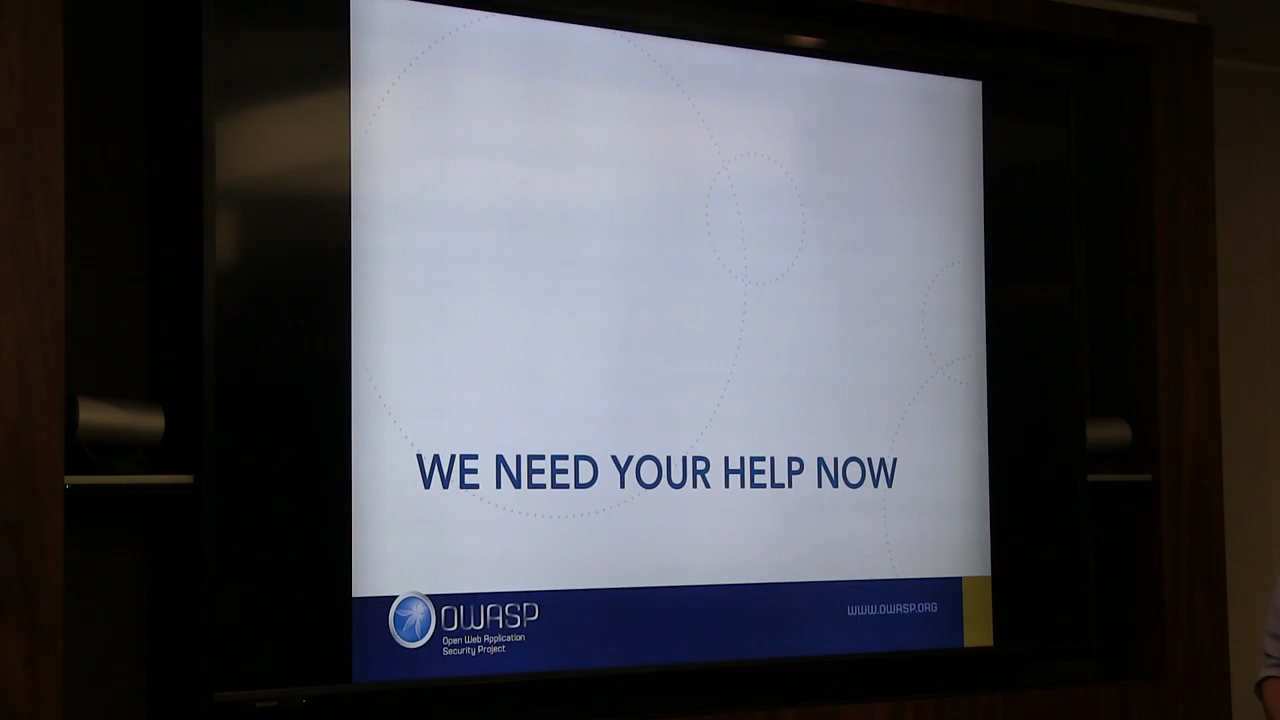 WE NEED YOUR HELP NOW
OWASP
Open Web Application
Security Project
WWW.OWASP.ORG